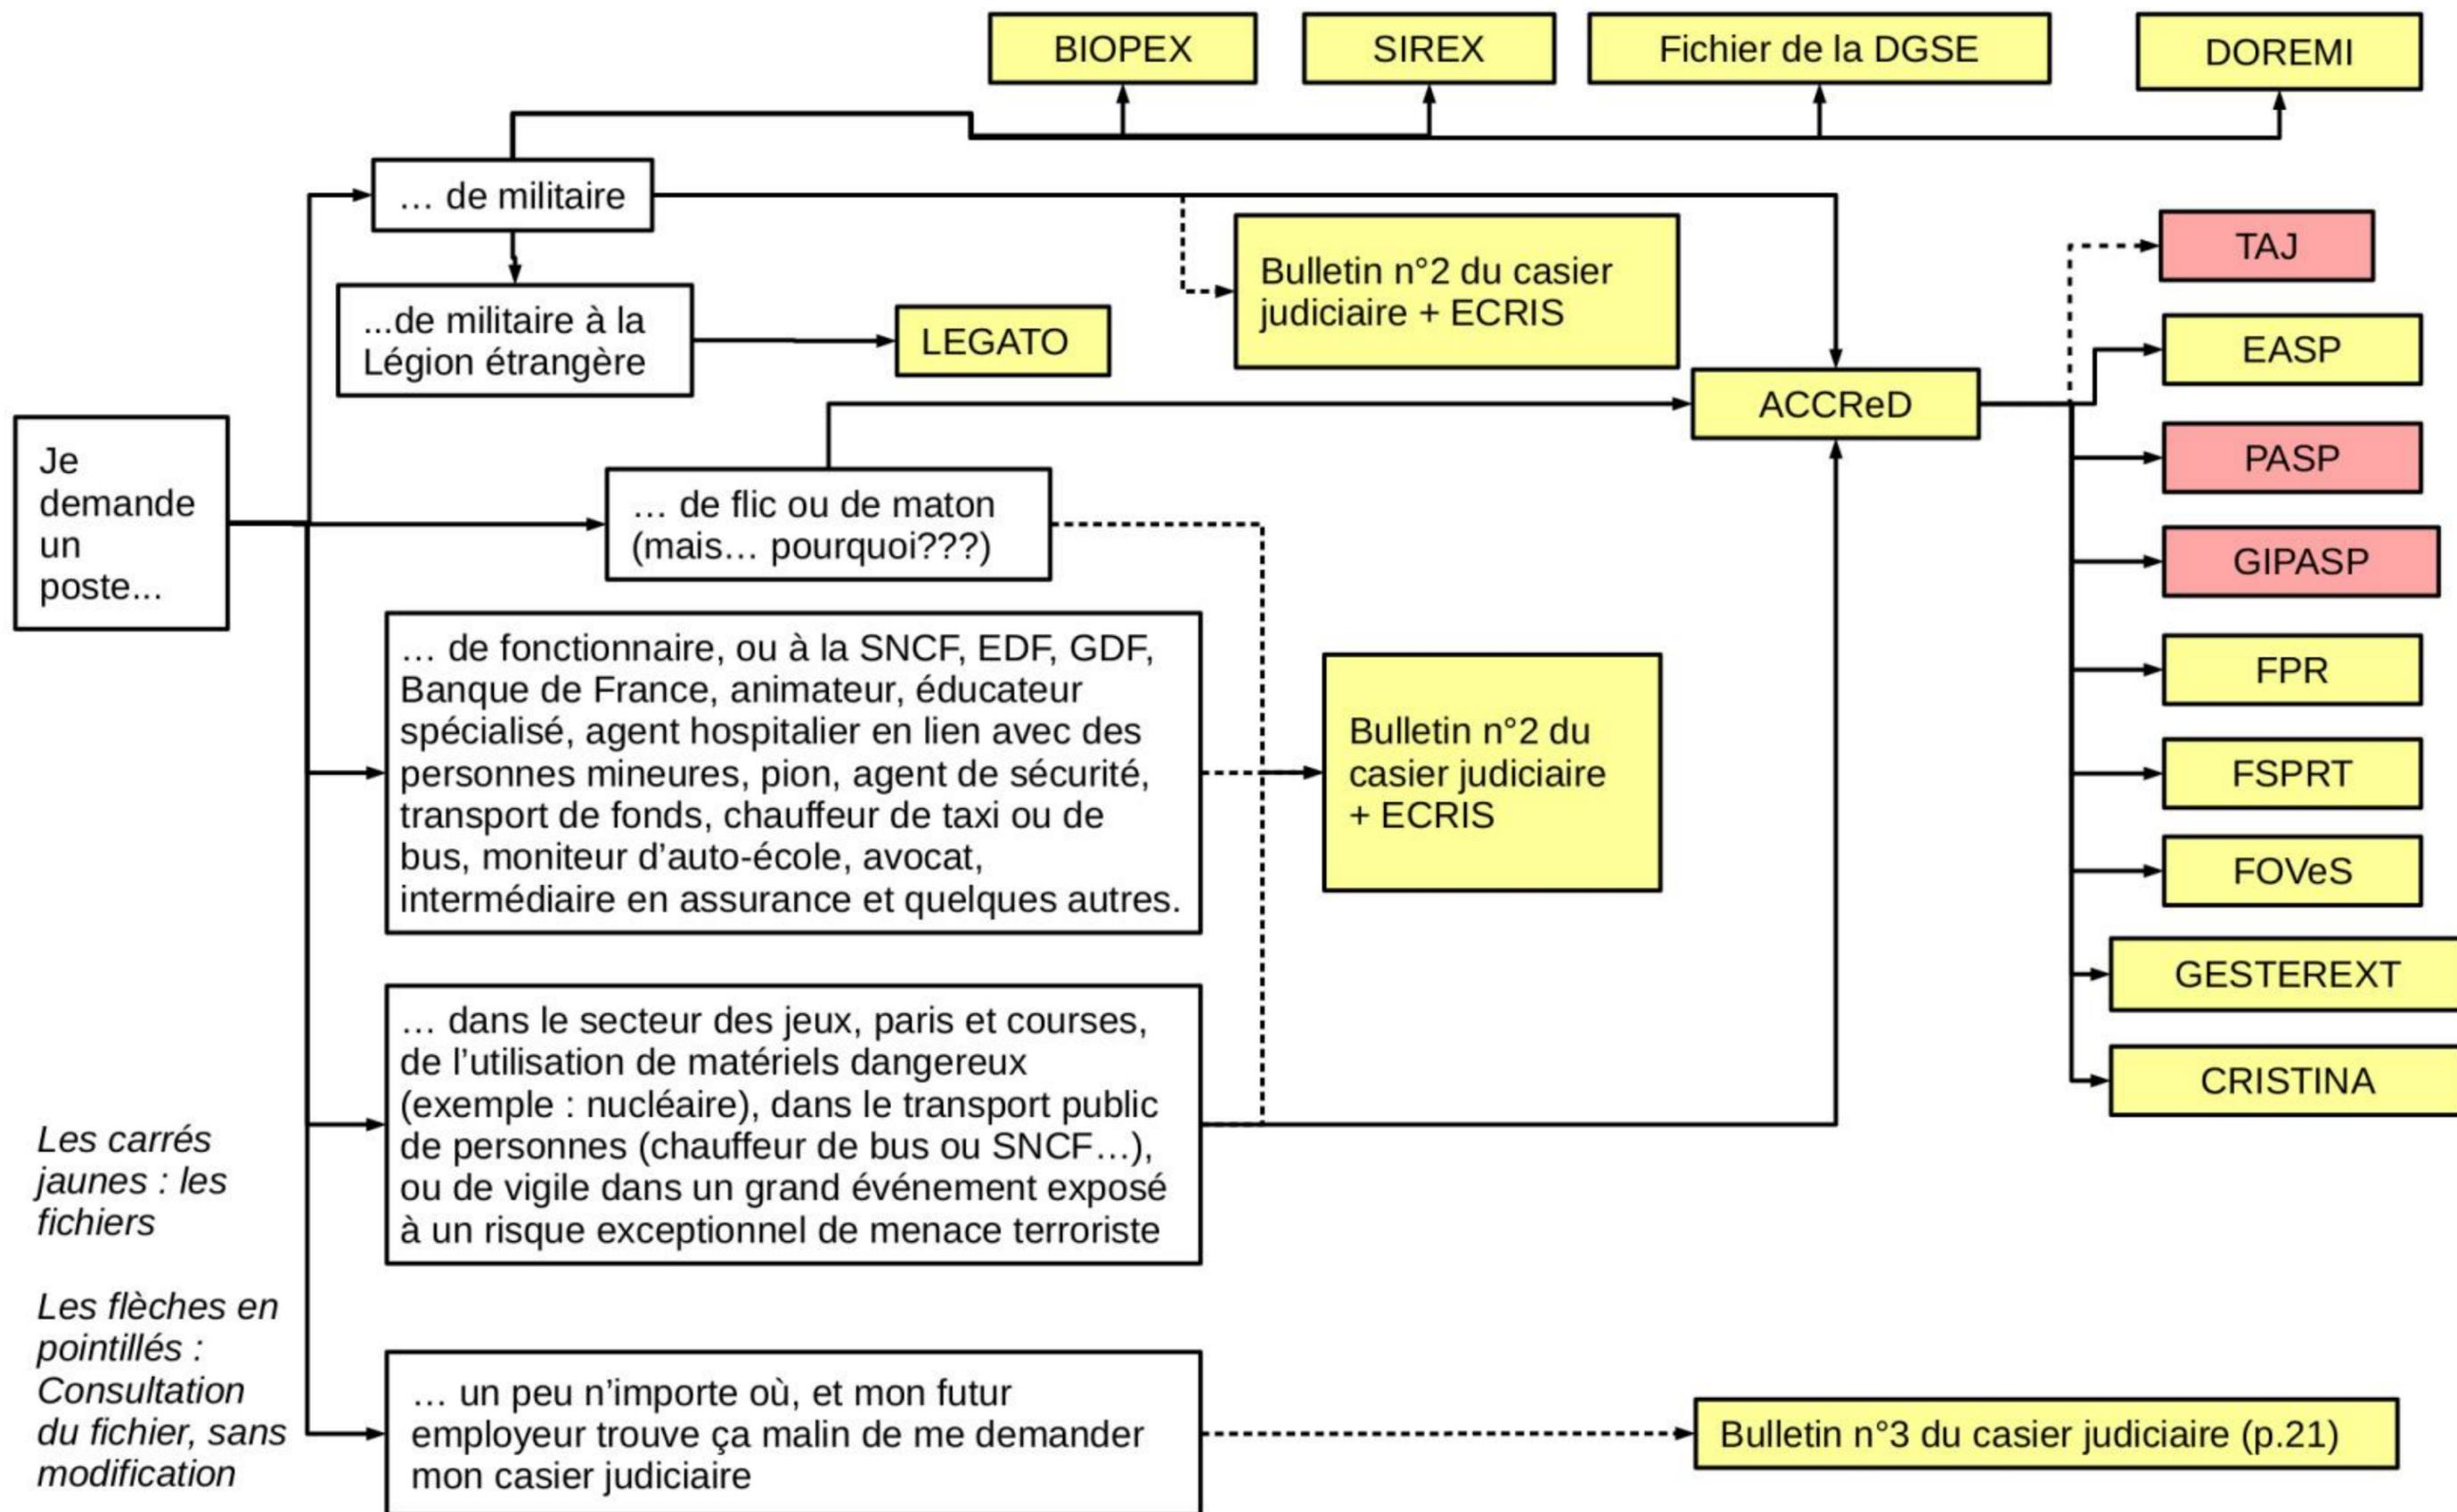 BIOPEX
SIREX
Fichier de la DGSE
DOREMI
… de militaire
...de militaire à la
Légion étrangère
LEGATO
Bulletin n°2 du casier
judiciaire + ECRIS
ACCReD
TAJ
EASP
PASP
GIPASP
FPR
FSPRT
FOVeS
GESTEREXT
CRISTINA
Je
demande
un
poste...
… de flic ou de maton
(mais… pourquoi???)
… de fonctionnaire, ou à la SNCF, EDF, GDF,
Banque de France, animateur, éducateur
spécialisé, agent hospitalier en lien avec des
personnes mineures, pion, agent de sécurité,
transport de fonds, chauffeur de taxi ou de
bus, moniteur d’auto-école, avocat,
intermédiaire en assurance et quelques autres.
Bulletin n°2 du
casier judiciaire
+ ECRIS
… dans le secteur des jeux, paris et courses,
de l’utilisation de matériels dangereux
(exemple : nucléaire), dans le transport public
de personnes (chauffeur de bus ou SNCF…),
ou de vigile dans un grand événement exposé
à un risque exceptionnel de menace terroriste
Les carrés
jaunes : les
fichiers
Les flèches en
pointillés :
Consultation
du fichier, sans
modification
… un peu n’importe où, et mon futur
employeur trouve ça malin de me demander
mon casier judiciaire
Bulletin n°3 du casier judiciaire (p.21)